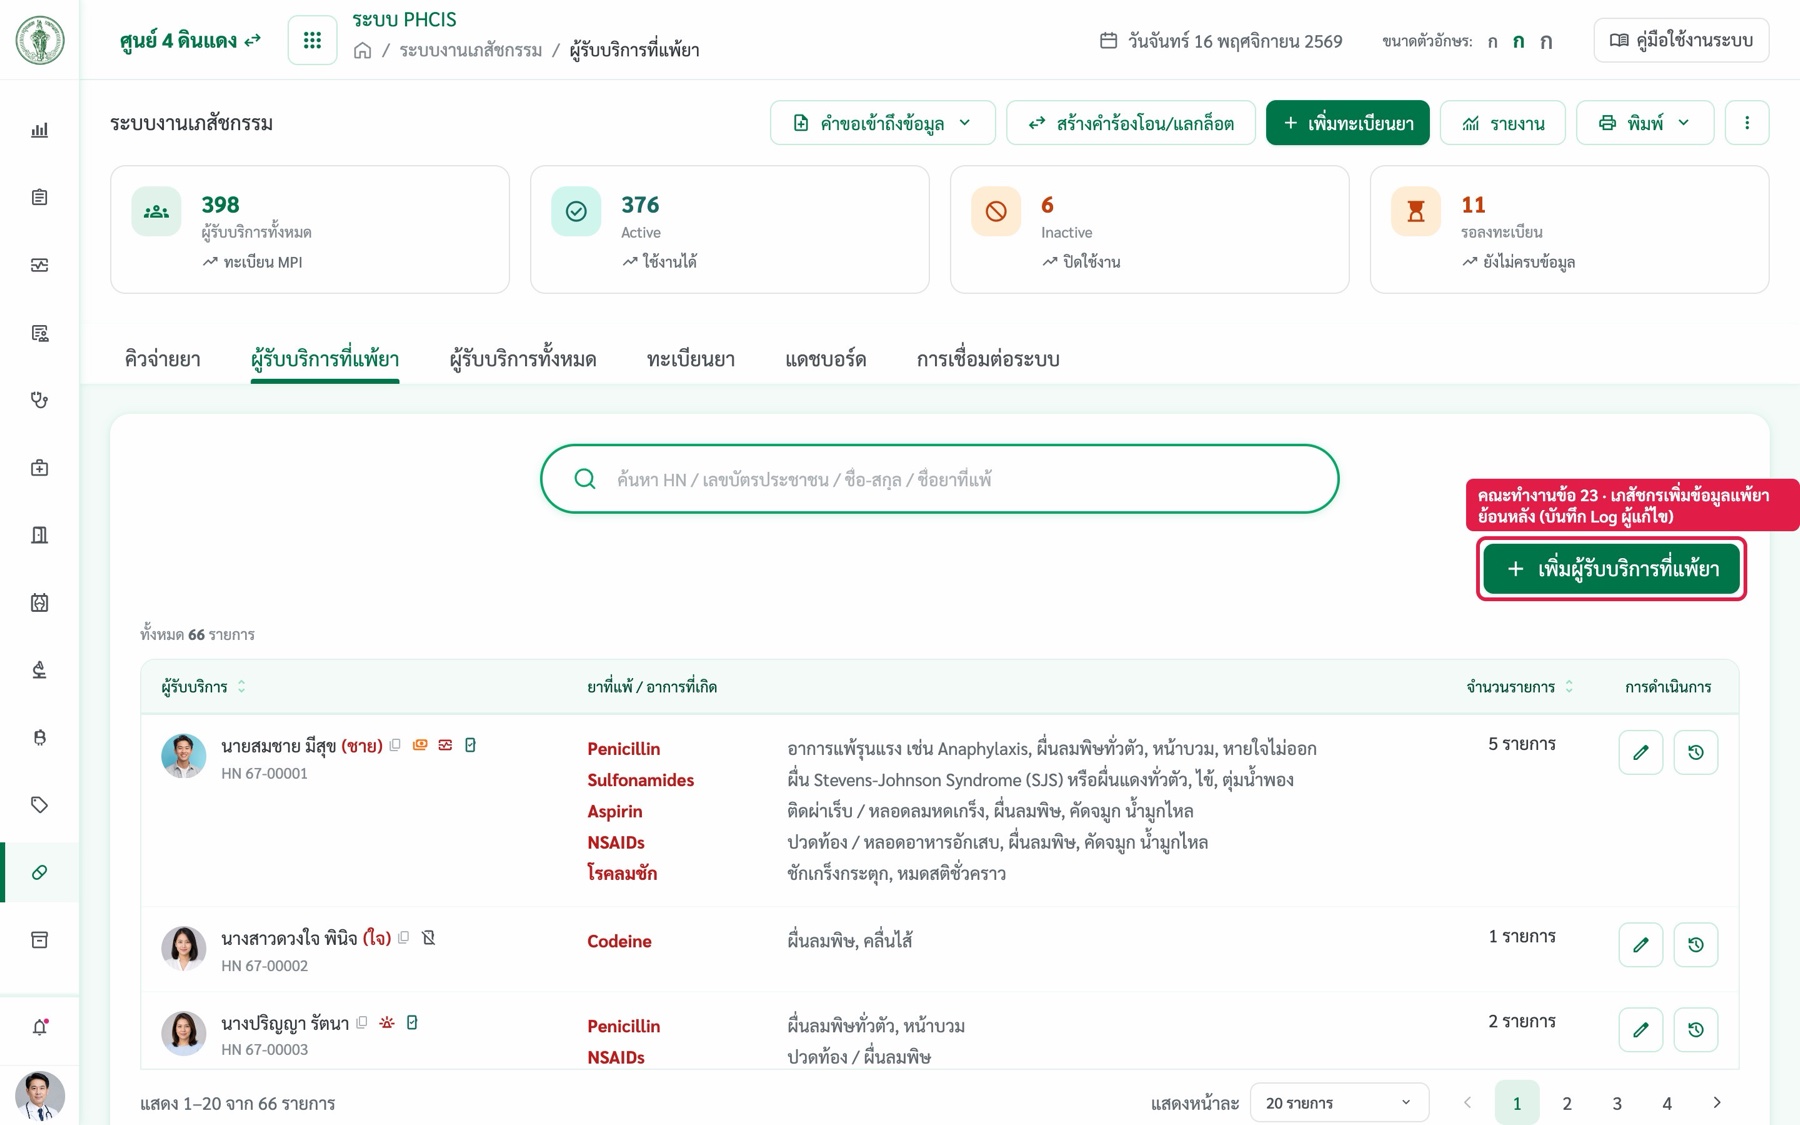 ศูนย์ 4 ดินแดง
ระบบ PHCIS
/ ระบบงานเภสัชกรรม / ผู้รับบริการที่แพ้ยา
วันจันทร์ 16 พฤศจิกายน 2569
ขนาดตัวอักษร: ก ก ก
คู่มือใช้งานระบบ
ระบบงานเภสัชกรรม
คำขอเข้าถึงข้อมูล
สร้างคำร้องโอน/แลกล็อต
+ เพิ่มทะเบียนยา
รายงาน
พิมพ์
398
ผู้รับบริการทั้งหมด
ทะเบียน MPI
376
Active
ใช้งานได้
6
Inactive
ปิดใช้งาน
11
รอลงทะเบียน
ยังไม่ครบข้อมูล
คิวจ่ายยา
ผู้รับบริการที่แพ้ยา
ผู้รับบริการทั้งหมด
ทะเบียนยา
แดชบอร์ด
การเชื่อมต่อระบบ
ค้นหา HN / เลขบัตรประชาชน / ชื่อ-สกุล / ชื่อยาที่แพ้
คณะทำงานข้อ 23 · เภสัชกรเพิ่มข้อมูลแพ้ยา
ย้อนหลัง (บันทึก Log ผู้แก้ไข)
+ เพิ่มผู้รับบริการที่แพ้ยา
ทั้งหมด 66 รายการ
ผู้รับบริการ ยาที่แพ้ / อาการที่เกิด จำนวนรายการ การดำเนินการ
นายสมชาย มีสุข (ชาย)
HN 67-00001
5 รายการ
Penicillin อาการแพ้รุนแรง เช่น Anaphylaxis, ผื่นลมพิษทั่วตัว, หน้าบวม, หายใจไม่ออก
Sulfonamides ผื่น Stevens-Johnson Syndrome (SJS) หรือผื่นแดงทั่วตัว, ไข้, ตุ่มน้ำพอง
Aspirin ติดผ่าเร็บ / หลอดลมหดเกร็ง, ผื่นลมพิษ, คัดจมูก น้ำมูกไหล
NSAIDs ปวดท้อง / หลอดอาหารอักเสบ, ผื่นลมพิษ, คัดจมูก น้ำมูกไหล
โรคลมชัก ชักเกร็งกระตุก, หมดสติชั่วคราว
นางสาวดวงใจ พินิจ (ใจ)
HN 67-00002
Codeine ผื่นลมพิษ, คลื่นไส้
1 รายการ
นางปริญญา รัตนา
HN 67-00003
2 รายการ
Penicillin ผื่นลมพิษทั่วตัว, หน้าบวม
NSAIDs ปวดท้อง / ผื่นลมพิษ
แสดง 1–20 จาก 66 รายการ
แสดงหน้าละ 20 รายการ
1 2 3 4